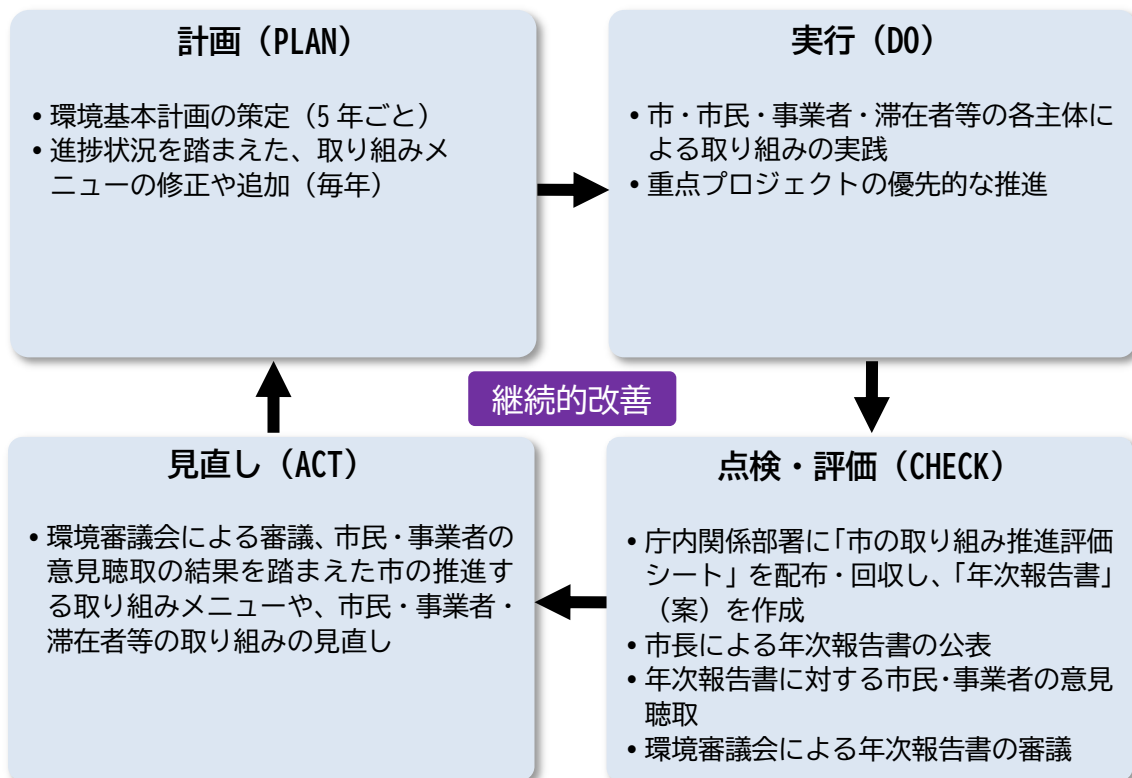 計画（PLAN）
• 環境基本計画の策定（5 年ごと）
• 進捗状況を踏まえた、取り組みメ
ニューの修正や追加（毎年）
実行（DO）
• 市・市民・事業者・滞在者等の各主体に
よる取り組みの実践
• 重点プロジェクトの優先的な推進
継続的改善
見直し（ACT）
• 環境審議会による審議、市民・事業者の
意見聴取の結果を踏まえた市の推進す
る取り組みメニューや、市民・事業者・
滞在者等の取り組みの見直し
点検・評価（CHECK）
• 庁内関係部署に「市の取り組み推進評価
シート」を配布・回収し、「年次報告書」
（案）を作成
• 市長による年次報告書の公表
• 年次報告書に対する市民・事業者の意見
聴取
• 環境審議会による年次報告書の審議